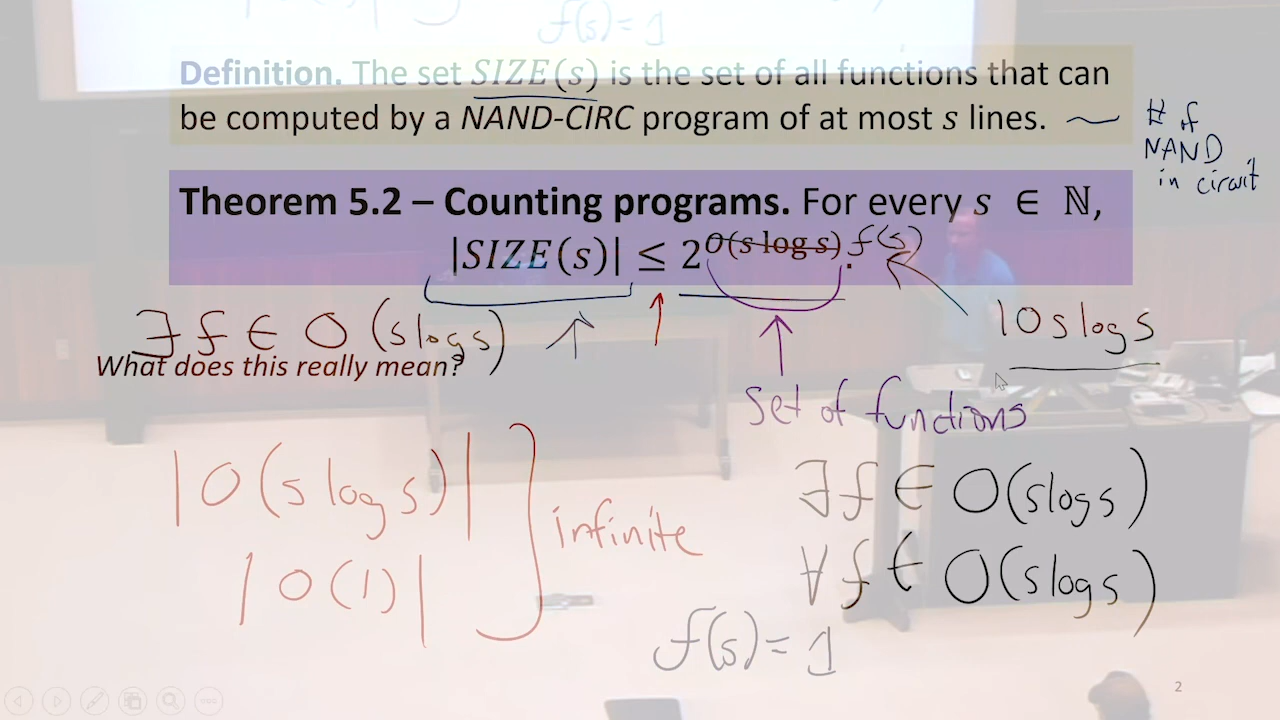 f(s) = 1
Definition. The set SIZE(s) is the set of all functions that can
be computed by a NAND-CIRC program of at most s lines.
# of
NAND
in circuit
Theorem 5.2 – Counting programs. For every s ∈ ℕ,
|SIZE(s)| ≤ 2^O(s log s) f(s).
10 s log s
∃ f ∈ O(s log s)
What does this really mean?
set of functions
|O(s log s)|
|O(1)|
infinite
∃ f ∈ O(s log s)
∀ f ∈ O(s log s)
f(s) = 1
2